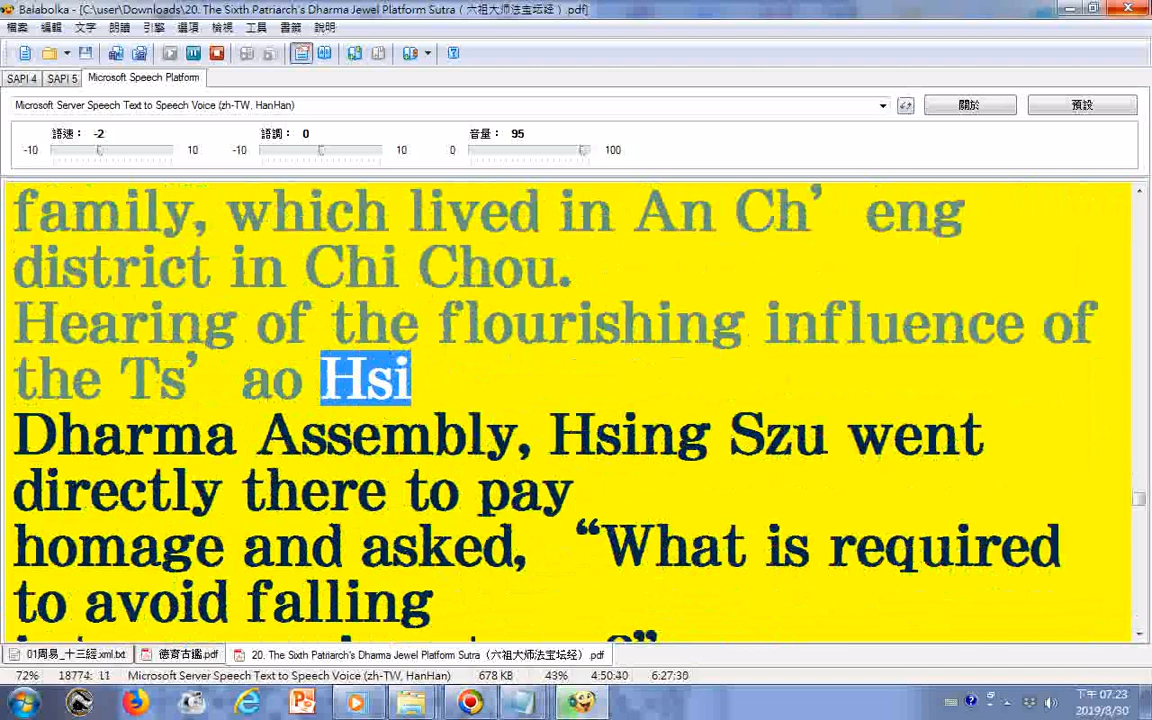 Balabolka - [C:\user\Downloads\20. The Sixth Patriarch's Dharma Jewel Platform Sutra（六祖大师法宝坛经）.pdf]
檔案 編輯 文字 朗讀 引擎 選項 檢視 工具 書籤 說明
SAPI 4 SAPI 5 Microsoft Speech Platform
Microsoft Server Speech Text to Speech Voice (zh-TW, HanHan) 關於 預設
語速： -2 語調： 0 音量： 95
-10 10 -10 10 0 100
family, which lived in An Ch’ eng
district in Chi Chou.
Hearing of the flourishing influence of
the Ts’ ao Hsi
Dharma Assembly, Hsing Szu went
directly there to pay
homage and asked, “What is required
to avoid falling
01周易_十三經.xml.txt 德育古鑑.pdf 20. The Sixth Patriarch's Dharma Jewel Platform Sutra（六祖大师法宝坛经）.pdf
72% 18774: 11 Microsoft Server Speech Text to Speech Voice (zh-TW, HanHan) 678 KB 43% 4:50:40 6:27:30
下午 07:23
2019/8/30